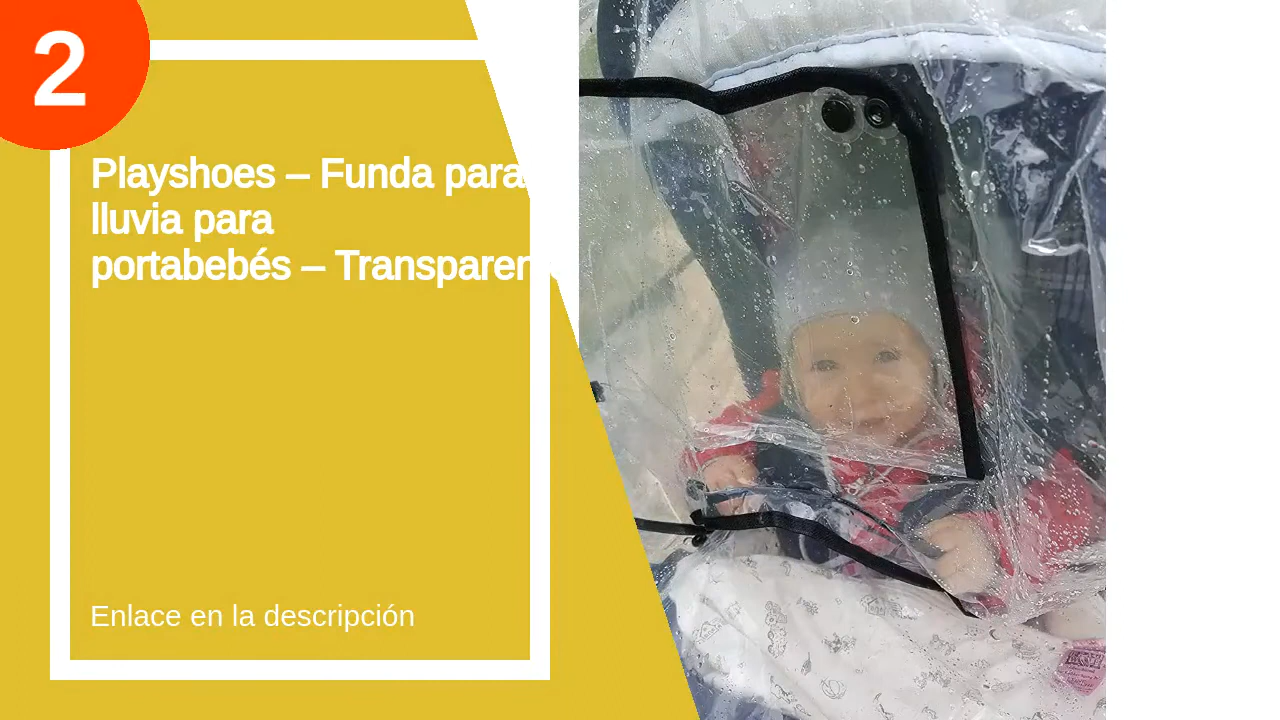 2
Playshoes – Funda para
lluvia para
portabebés – Transparen
Enlace en la descripción